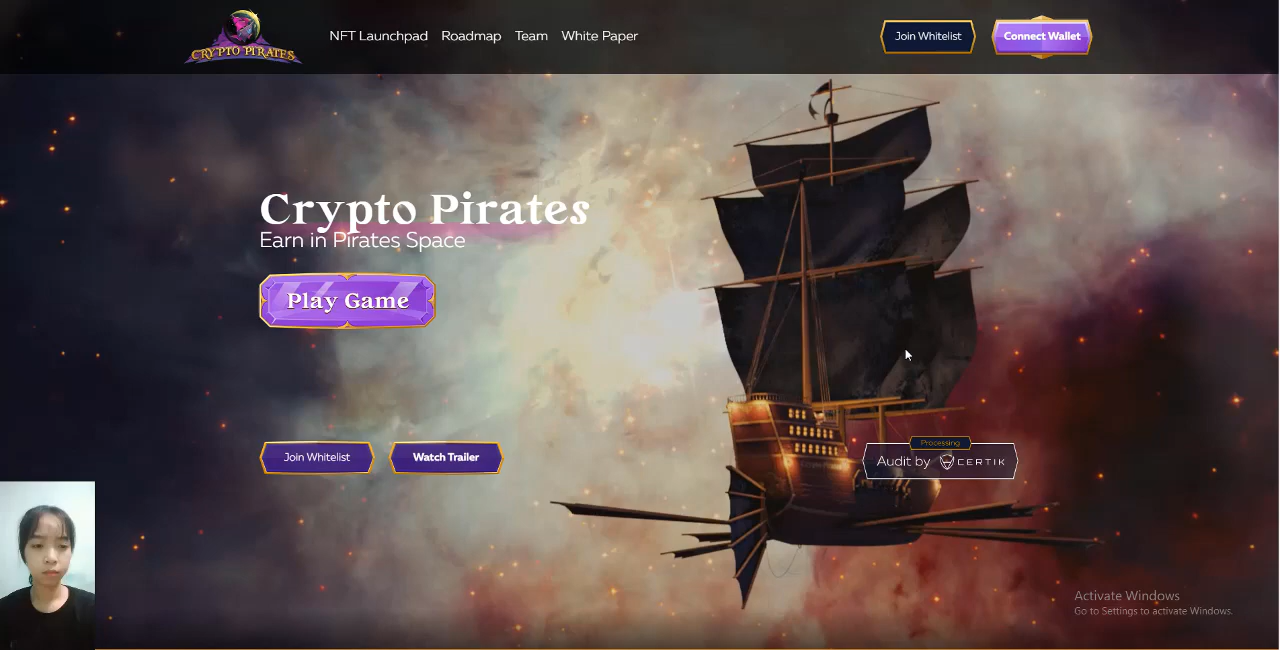 CRYPTO PIRATES
NFT Launchpad Roadmap Team White Paper
Join Whitelist
Connect Wallet
Crypto Pirates
Earn in Pirates Space
Play Game
Join Whitelist
Watch Trailer
Processing
Audit by CERTIK
Activate Windows
Go to Settings to activate Windows.